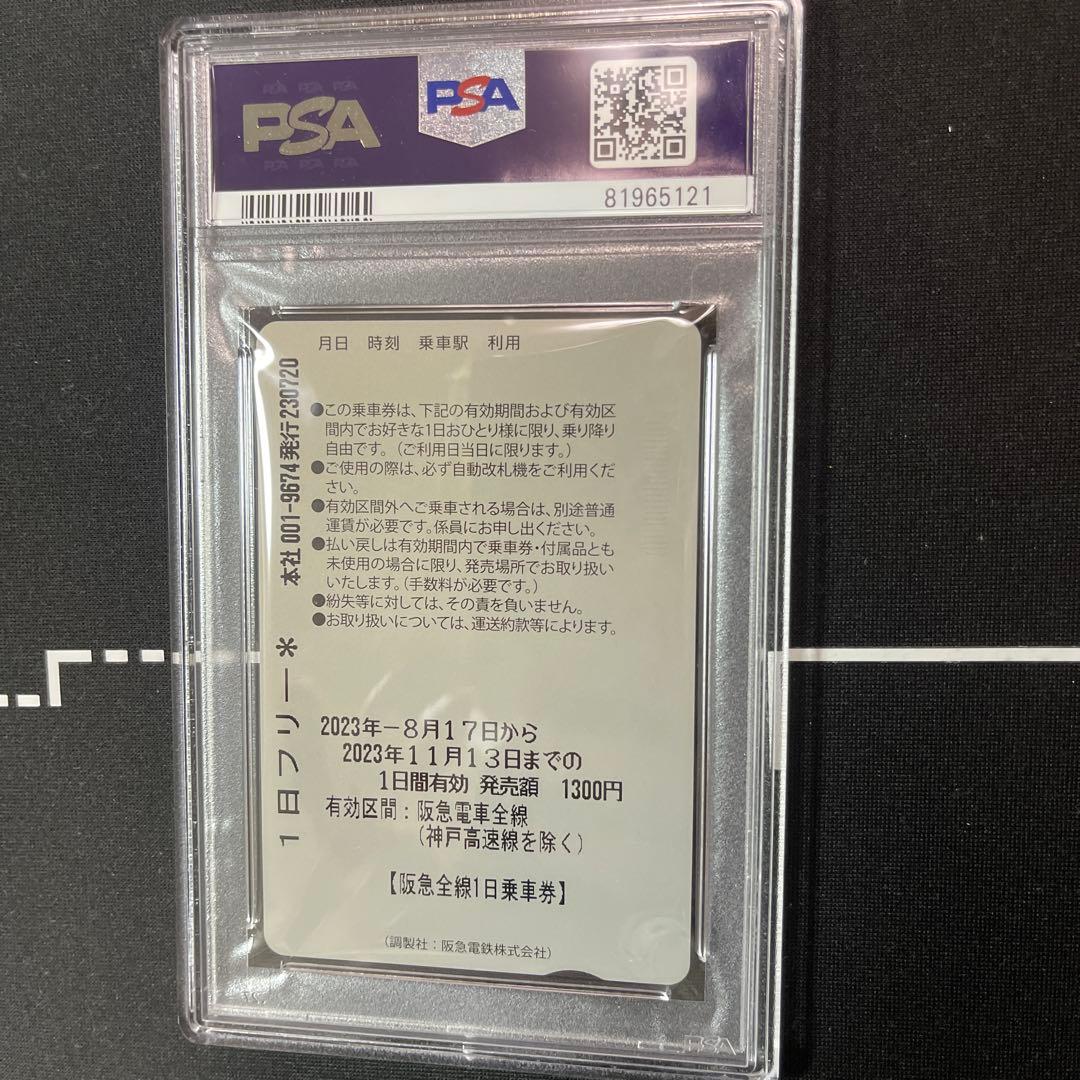 PSA
PSA
81965121
月日 時刻 乗車駅 利用
●この乗車券は、下記の有効期間および有効区
間内でお好きな1日おひとり様に限り、乗り降り
自由です。（ご利用日当日に限ります。）
●ご使用の際は、必ず自動改札機をご利用くだ
さい。
●有効区間外へご乗車される場合は、別途普通
運賃が必要です。係員にお申し出ください。
●払い戻しは有効期間内で乗車券・付属品とも
未使用の場合に限り、発売場所でお取り扱い
いたします。（手数料が必要です。）
●紛失等に対しては、その責を負いません。
●お取り扱いについては、運送約款等によります。
1日フリー＊ 本社 001-9674発行230720
2023年－8月17日から
2023年11月13日までの
1日間有効 発売額 1300円
有効区間：阪急電車全線
（神戸高速線を除く）
【阪急全線1日乗車券】
（調製社：阪急電鉄株式会社）
PSA